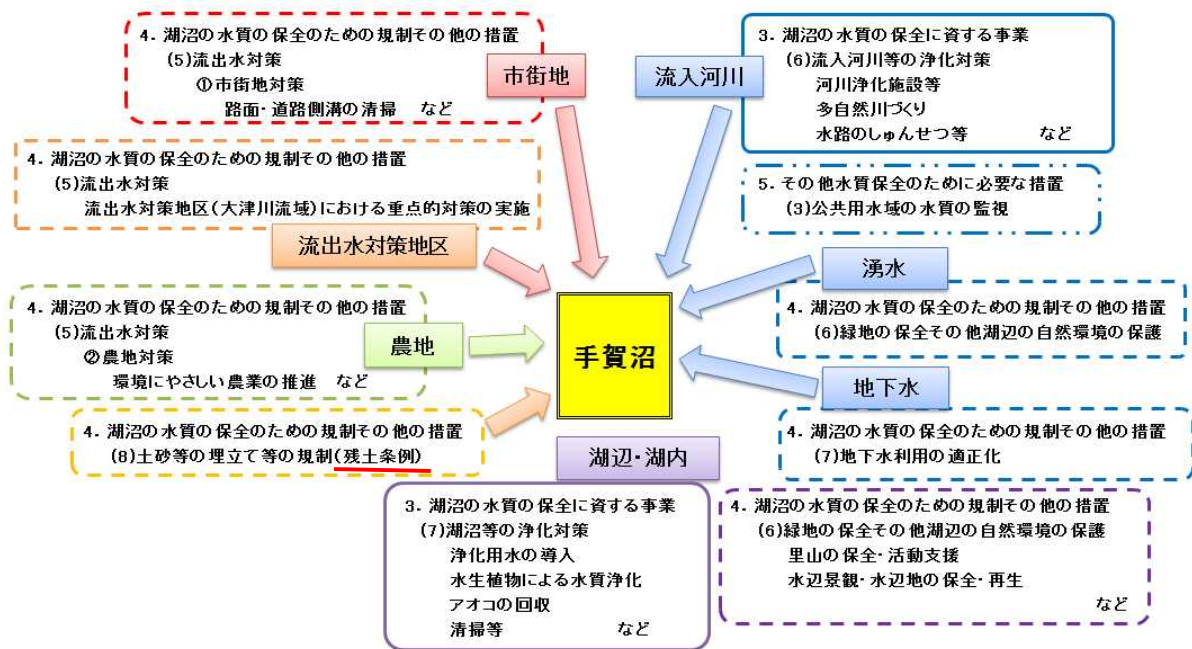 4. 湖沼の水質の保全のための規制その他の措置
(5)流出水対策
①市街地対策
路面・道路側溝の清掃　など
市街地
流入河川
3. 湖沼の水質の保全に資する事業
(6)流入河川等の浄化対策
河川浄化施設等
多自然川づくり
水路のしゅんせつ等　など
4. 湖沼の水質の保全のための規制その他の措置
(5)流出水対策
流出水対策地区(大津川流域)における重点的対策の実施
流出水対策地区
5. その他水質保全のために必要な措置
(3)公共用水域の水質の監視
湧水
4. 湖沼の水質の保全のための規制その他の措置
(6)緑地の保全その他湖辺の自然環境の保護
4. 湖沼の水質の保全のための規制その他の措置
(5)流出水対策
②農地対策
環境にやさしい農業の推進　など
農地
手賀沼
地下水
4. 湖沼の水質の保全のための規制その他の措置
(7)地下水利用の適正化
4. 湖沼の水質の保全のための規制その他の措置
(8)土砂等の埋立て等の規制(残土条例)
湖辺・湖内
3. 湖沼の水質の保全に資する事業
(7)湖沼等の浄化対策
浄化用水の導入
水生植物による水質浄化
アオコの回収
清掃等　など
4. 湖沼の水質の保全のための規制その他の措置
(6)緑地の保全その他湖辺の自然環境の保護
里山の保全・活動支援
水辺景観・水辺地の保全・再生
など